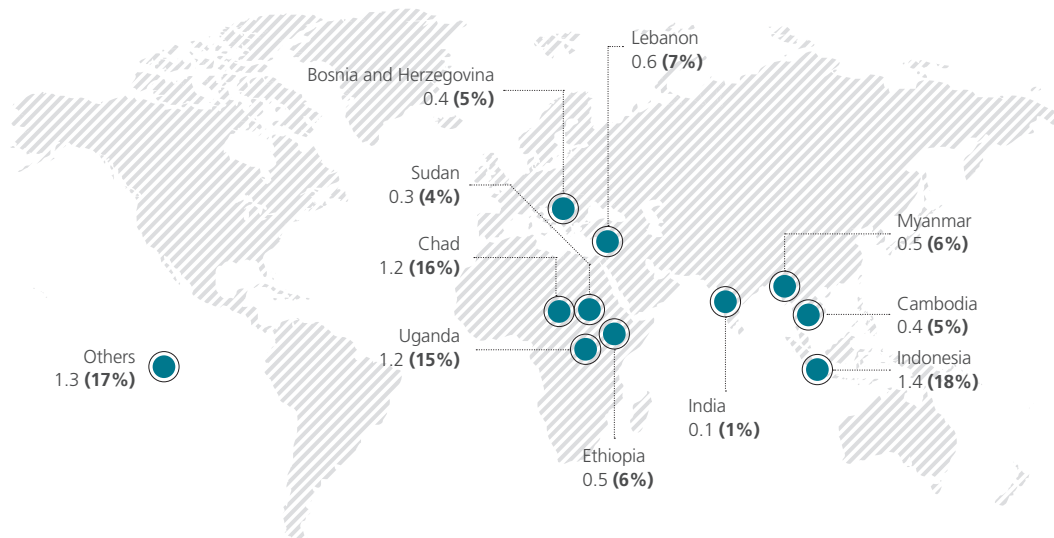 Lebanon
0.6 (7%)
Bosnia and Herzegovina
0.4 (5%)
Sudan
0.3 (4%)
Chad
1.2 (16%)
Uganda
1.2 (15%)
Others
1.3 (17%)
Ethiopia
0.5 (6%)
India
0.1 (1%)
Myanmar
0.5 (6%)
Cambodia
0.4 (5%)
Indonesia
1.4 (18%)